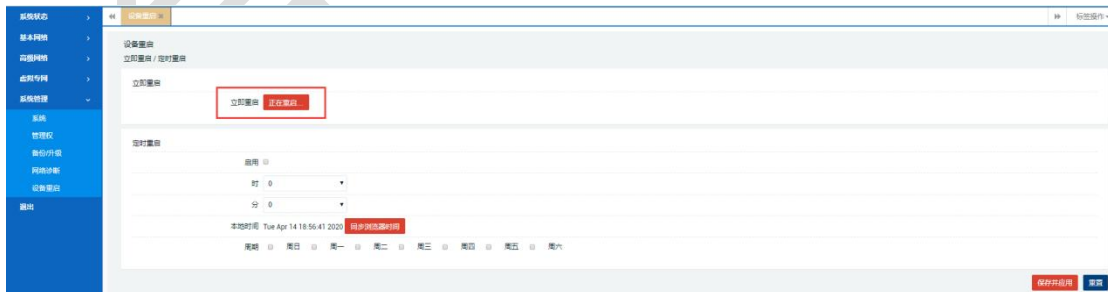 系统状态
基本网络
高级网络
虚拟专网
系统管理
系统
管理权
备份/升级
网络诊断
设备重启
退出
设备重启
标签操作
设备重启
立即重启 / 定时重启
立即重启
立即重启 正在重启...
定时重启
启用
时 0
分 0
本地时间 Tue Apr 14 18:56:41 2020 同步浏览器时间
周期 周日 周一 周二 周三 周四 周五 周六
保存并应用 重置